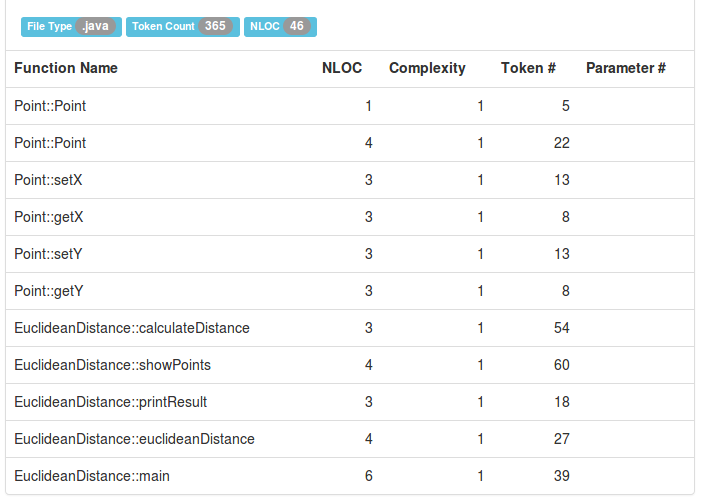 File Type .java Token Count 365 NLOC 46
Function Name NLOC Complexity Token # Parameter #
Point::Point 1 1 5
Point::Point 4 1 22
Point::setX 3 1 13
Point::getX 3 1 8
Point::setY 3 1 13
Point::getY 3 1 8
EuclideanDistance::calculateDistance 3 1 54
EuclideanDistance::showPoints 4 1 60
EuclideanDistance::printResult 3 1 18
EuclideanDistance::euclideanDistance 4 1 27
EuclideanDistance::main 6 1 39